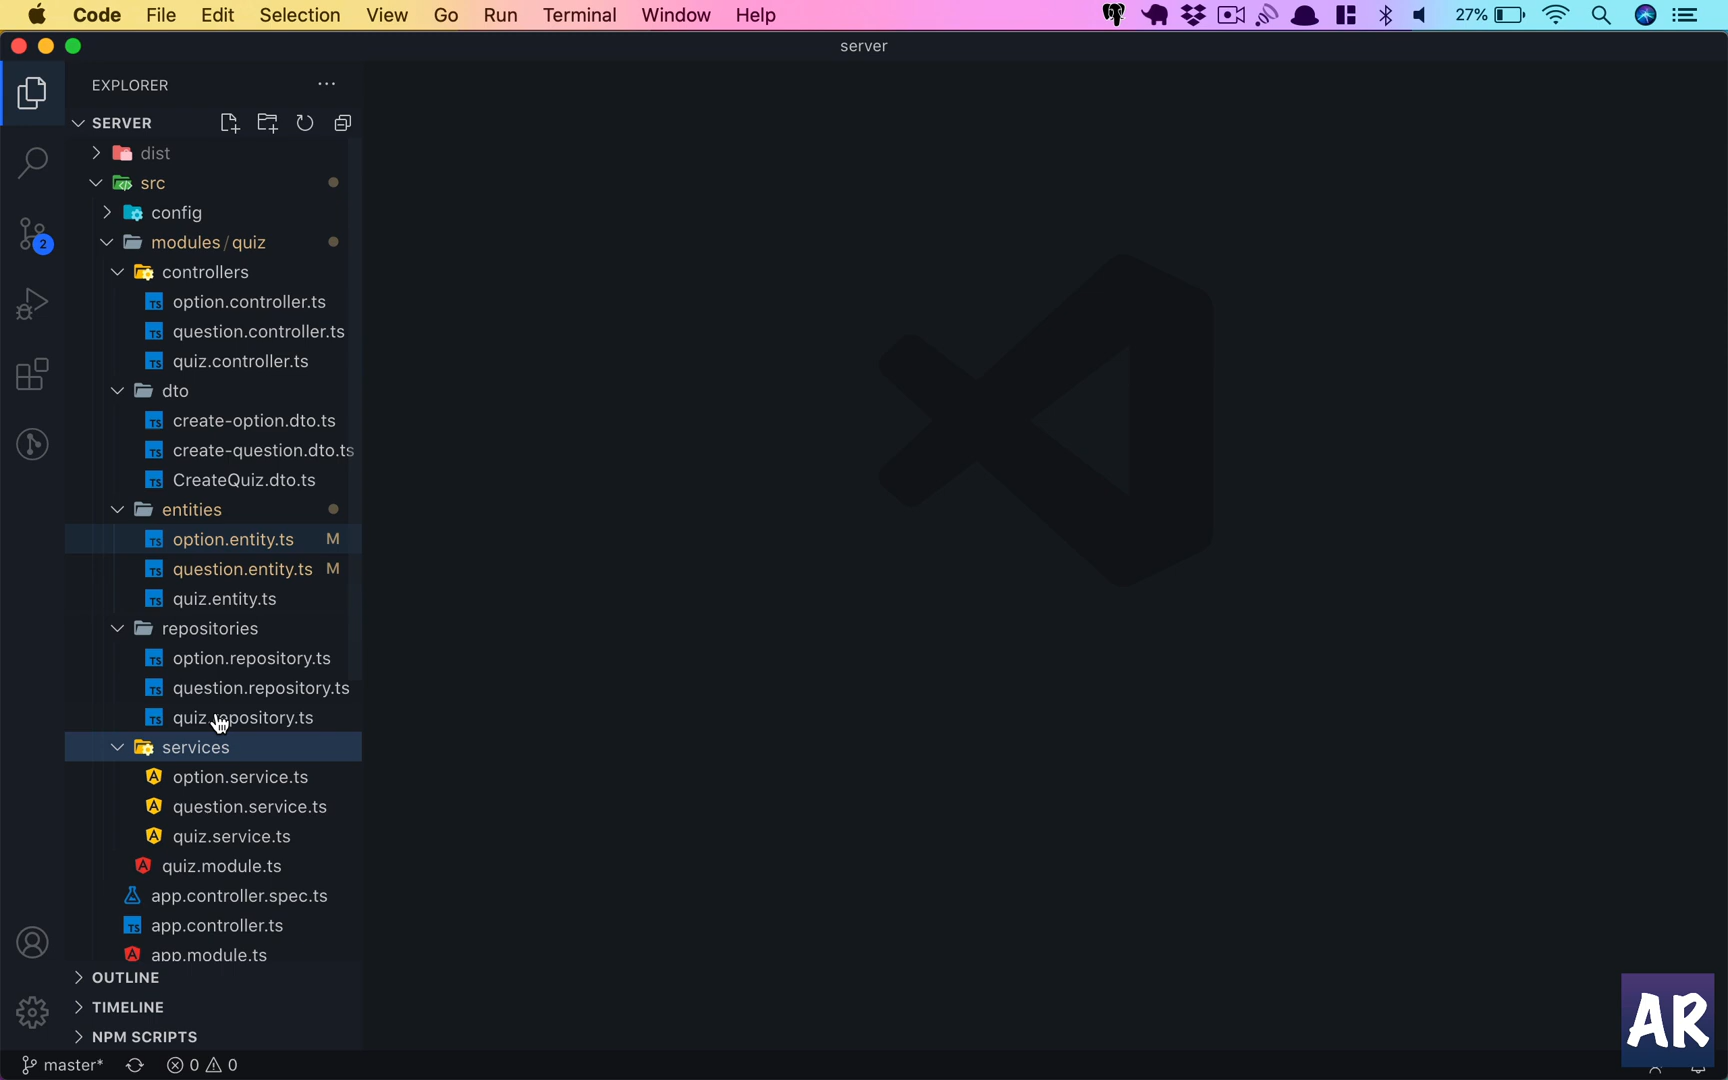 Code File Edit Selection View Go Run Terminal Window Help 27%
server
EXPLORER
SERVER
dist
src
config
2
modules/quiz
controllers
option.controller.ts
question.controller.ts
quiz.controller.ts
dto
create-option.dto.ts
create-question.dto.ts
CreateQuiz.dto.ts
entities
option.entity.ts M
question.entity.ts M
quiz.entity.ts
repositories
option.repository.ts
question.repository.ts
quiz.repository.ts
services
option.service.ts
question.service.ts
quiz.service.ts
quiz.module.ts
app.controller.spec.ts
app.controller.ts
app.module.ts
OUTLINE
TIMELINE
NPM SCRIPTS
AR
master* 0 0